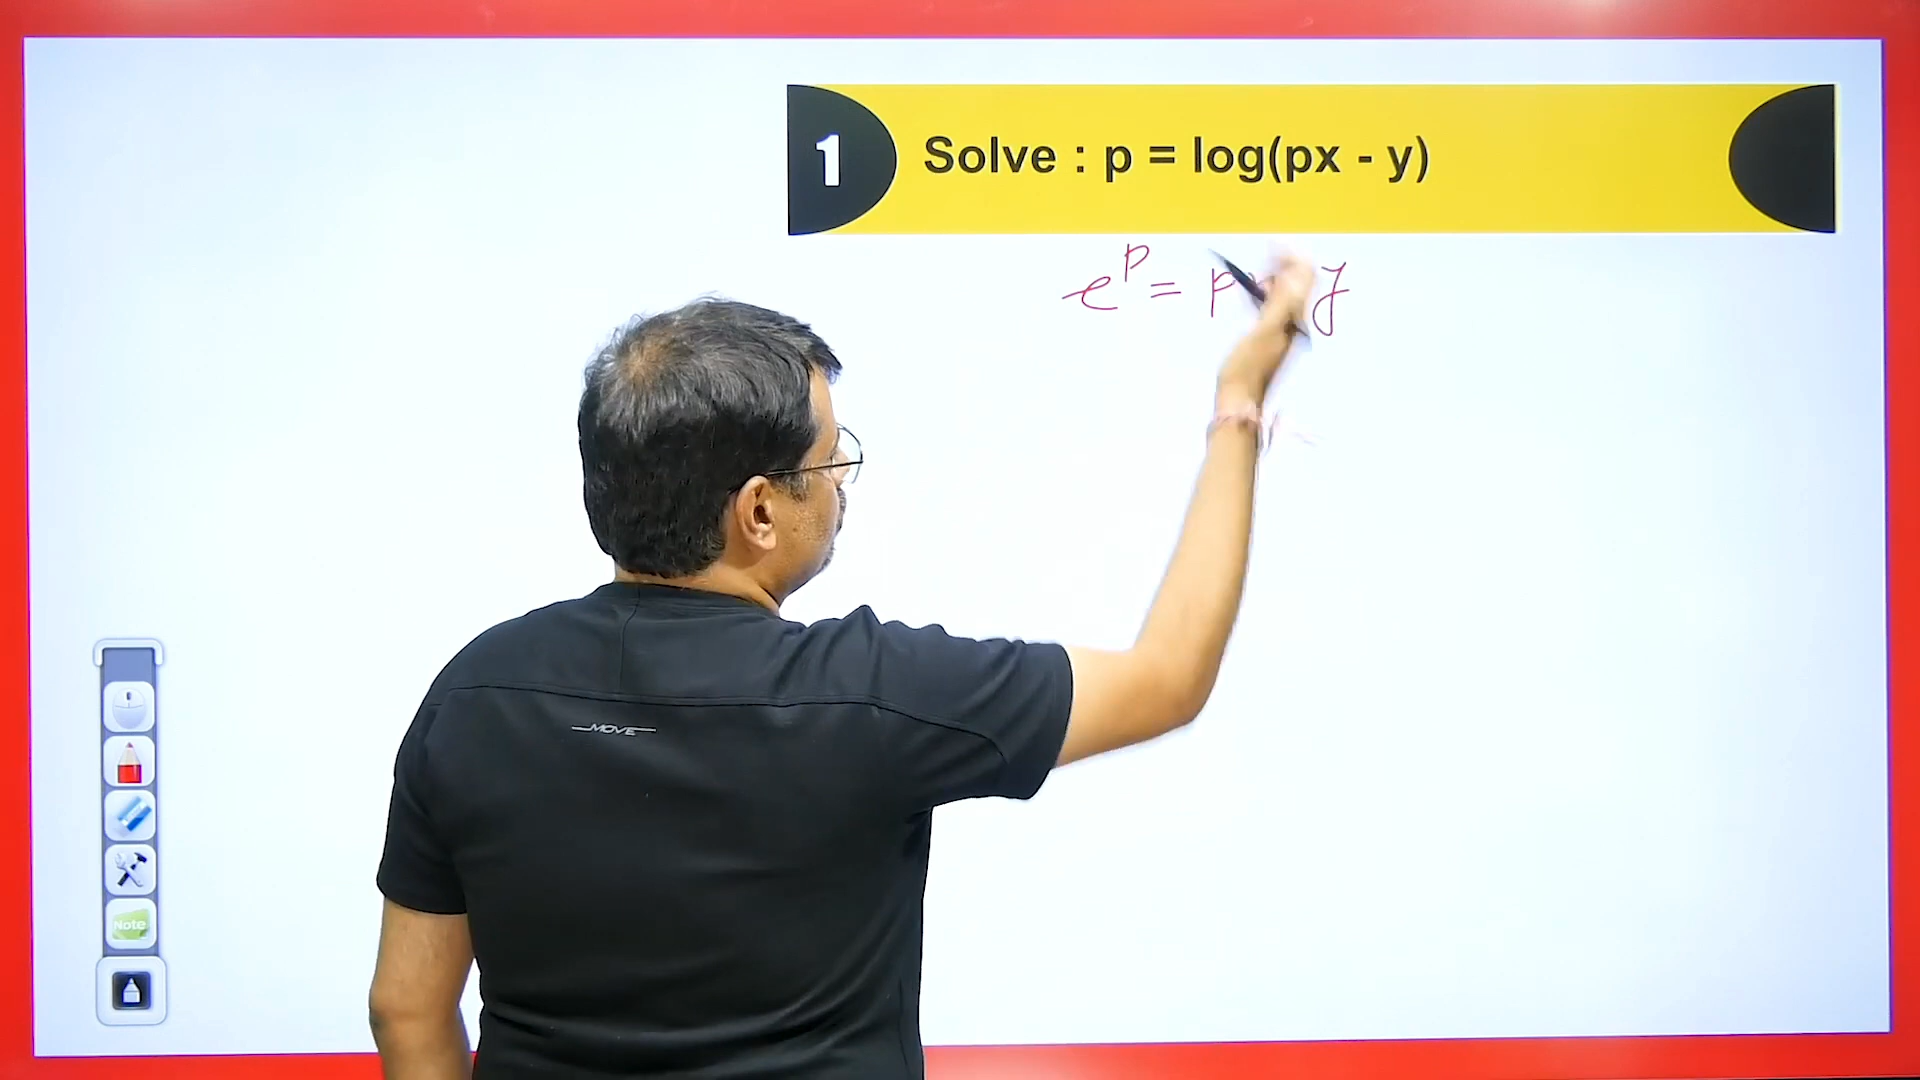 1 Solve : p = log(px - y)
e^p = p y
MOVE
Note